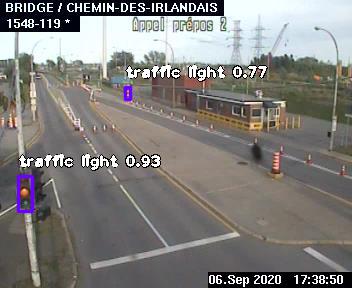 BRIDGE / CHEMIN-DES-IRLANDAIS
1548-119 *
Appel prépos 2
traffic light 0.77
traffic light 0.93
06.Sep 2020 17:38:50